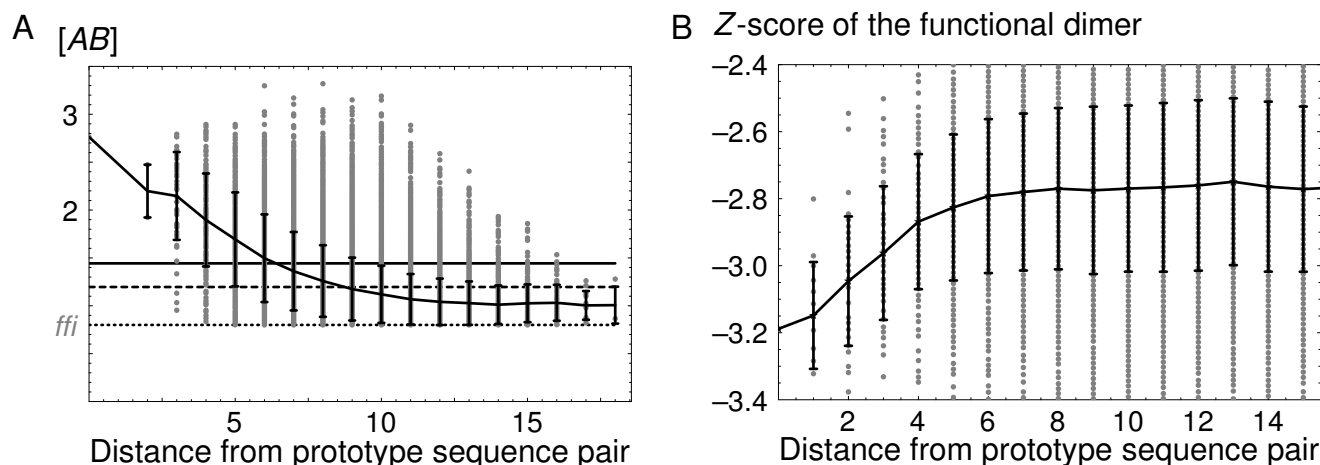 A
[AB]
3
2
ffi
5
10
15
Distance from prototype sequence pair
B
Z-score of the functional dimer
−2.4
−2.6
−2.8
−3.0
−3.2
−3.4
2
4
6
8
10
12
14
Distance from prototype sequence pair